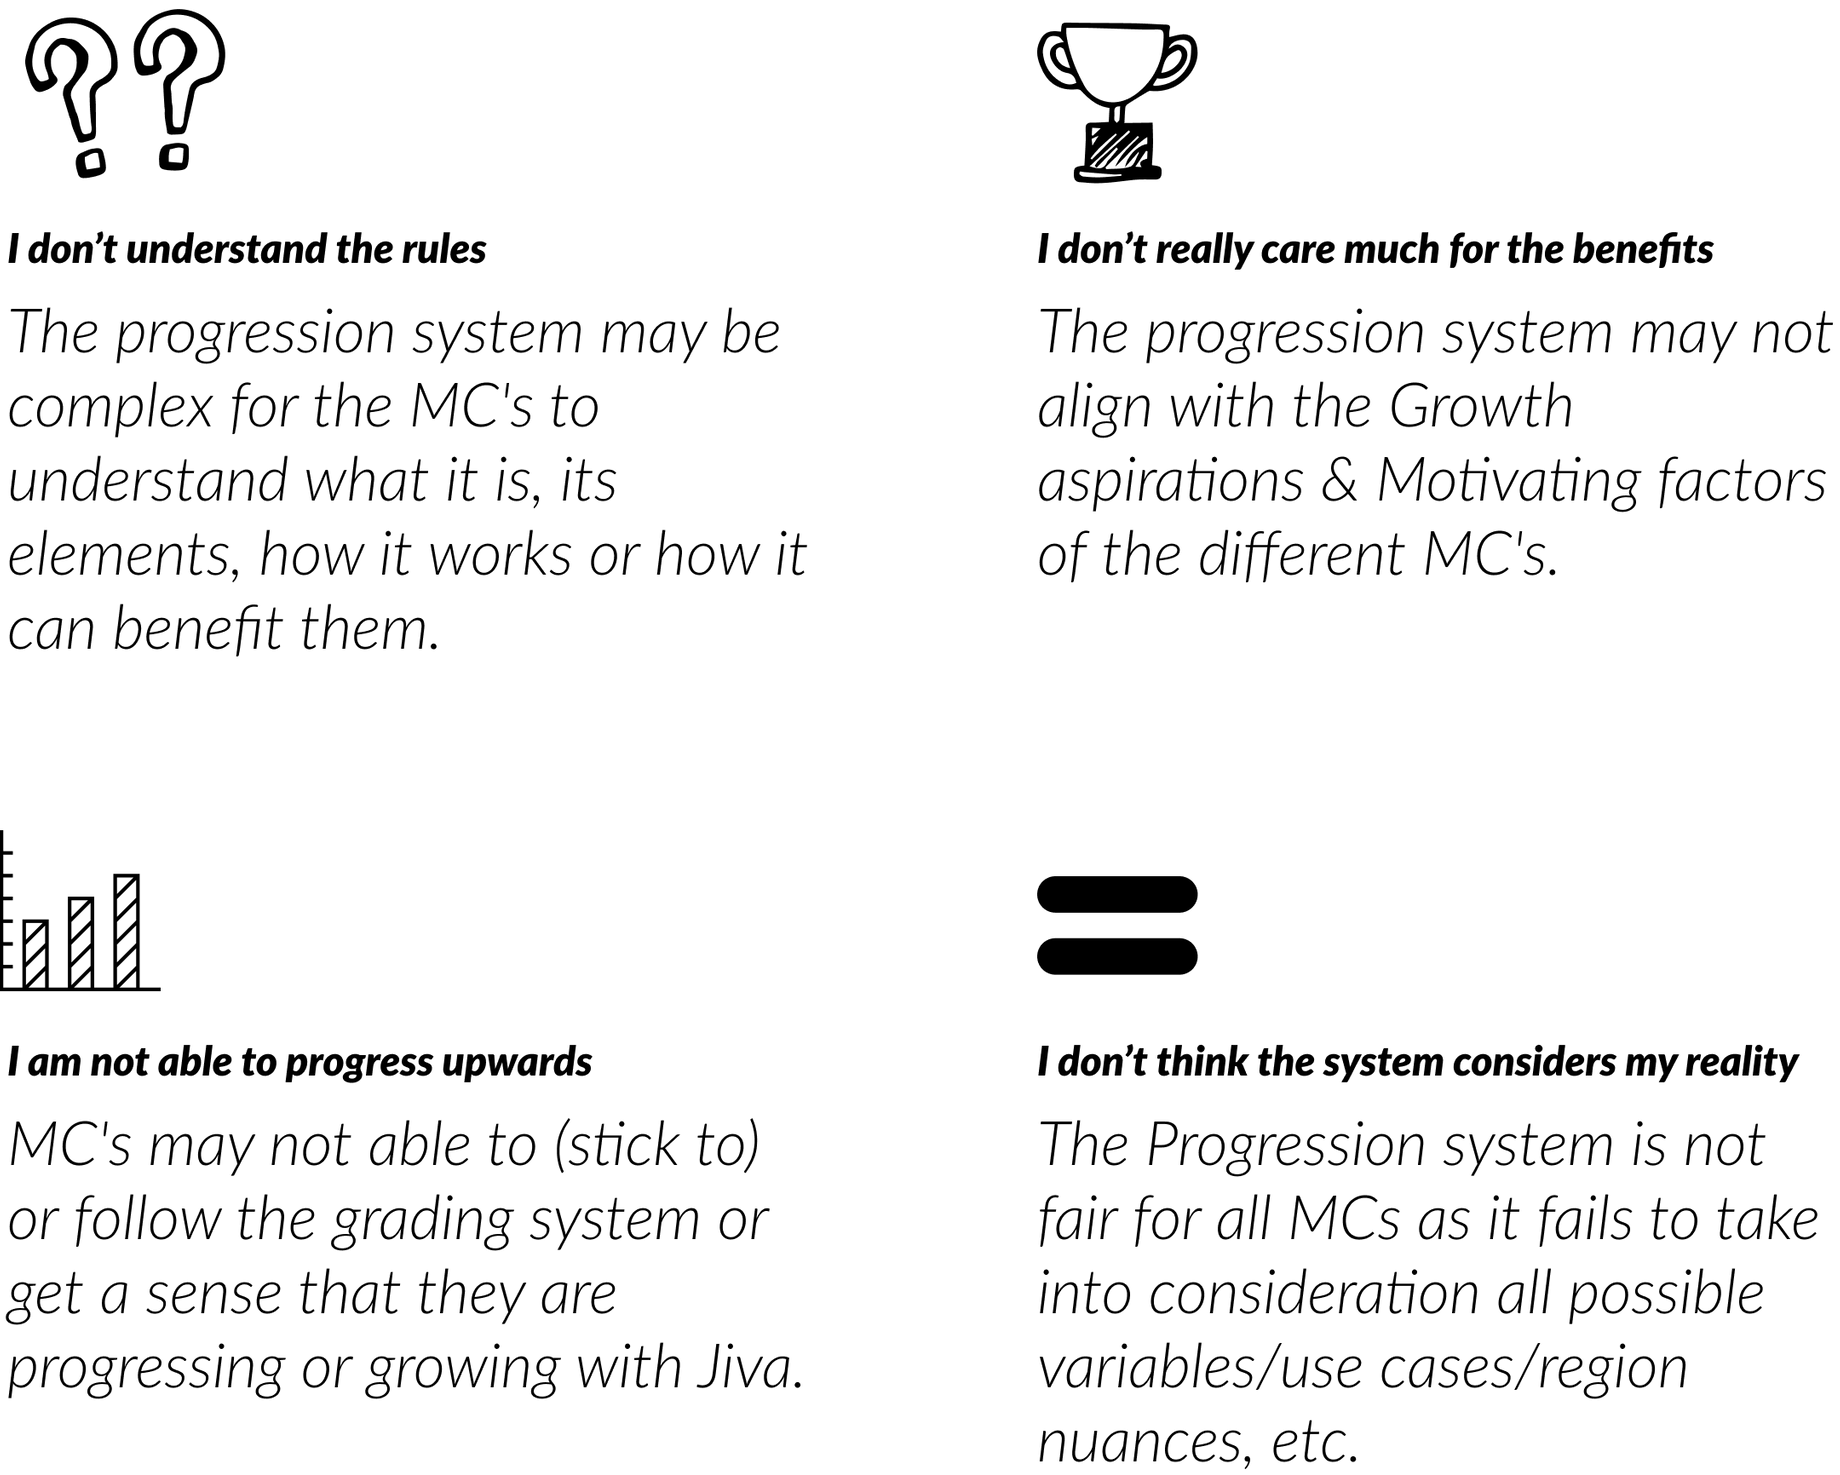 I don’t understand the rules
The progression system may be
complex for the MC's to
understand what it is, its
elements, how it works or how it
can benefit them.
I don’t really care much for the benefits
The progression system may not
align with the Growth
aspirations & Motivating factors
of the different MC's.
I am not able to progress upwards
MC's may not able to (stick to)
or follow the grading system or
get a sense that they are
progressing or growing with Jiva.
I don’t think the system considers my reality
The Progression system is not
fair for all MCs as it fails to take
into consideration all possible
variables/use cases/region
nuances, etc.